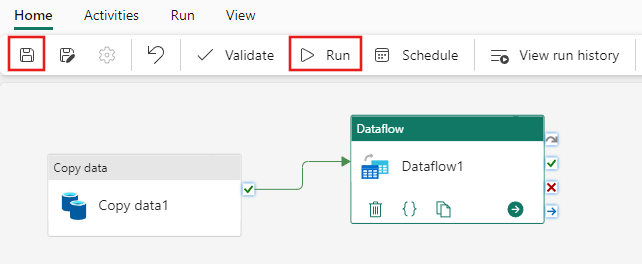 Home Activities Run View
Validate Run Schedule View run history
Dataflow
Copy data
Dataflow1
Copy data1
{}